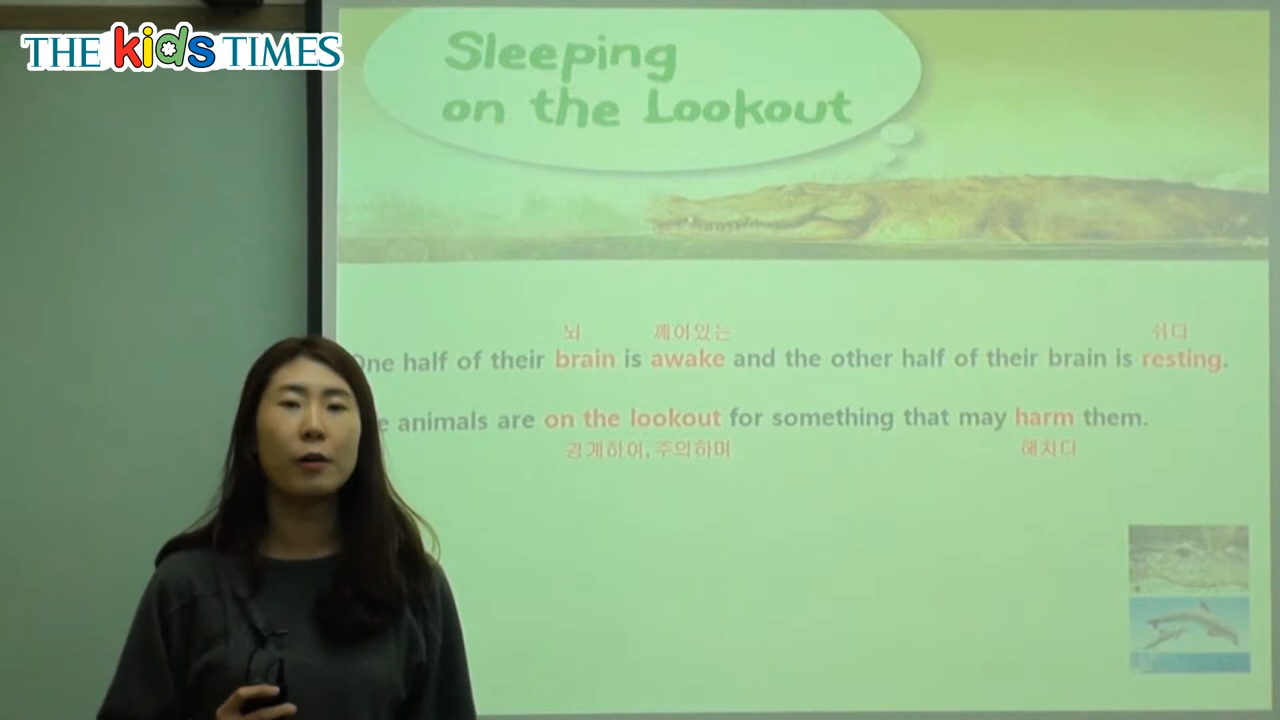 THE kids TIMES
Sleeping
on the Lookout
뇌 깨어있는 쉬다
One half of their brain is awake and the other half of their brain is resting.
animals are on the lookout for something that may harm them.
경계하여, 주의하며 해치다